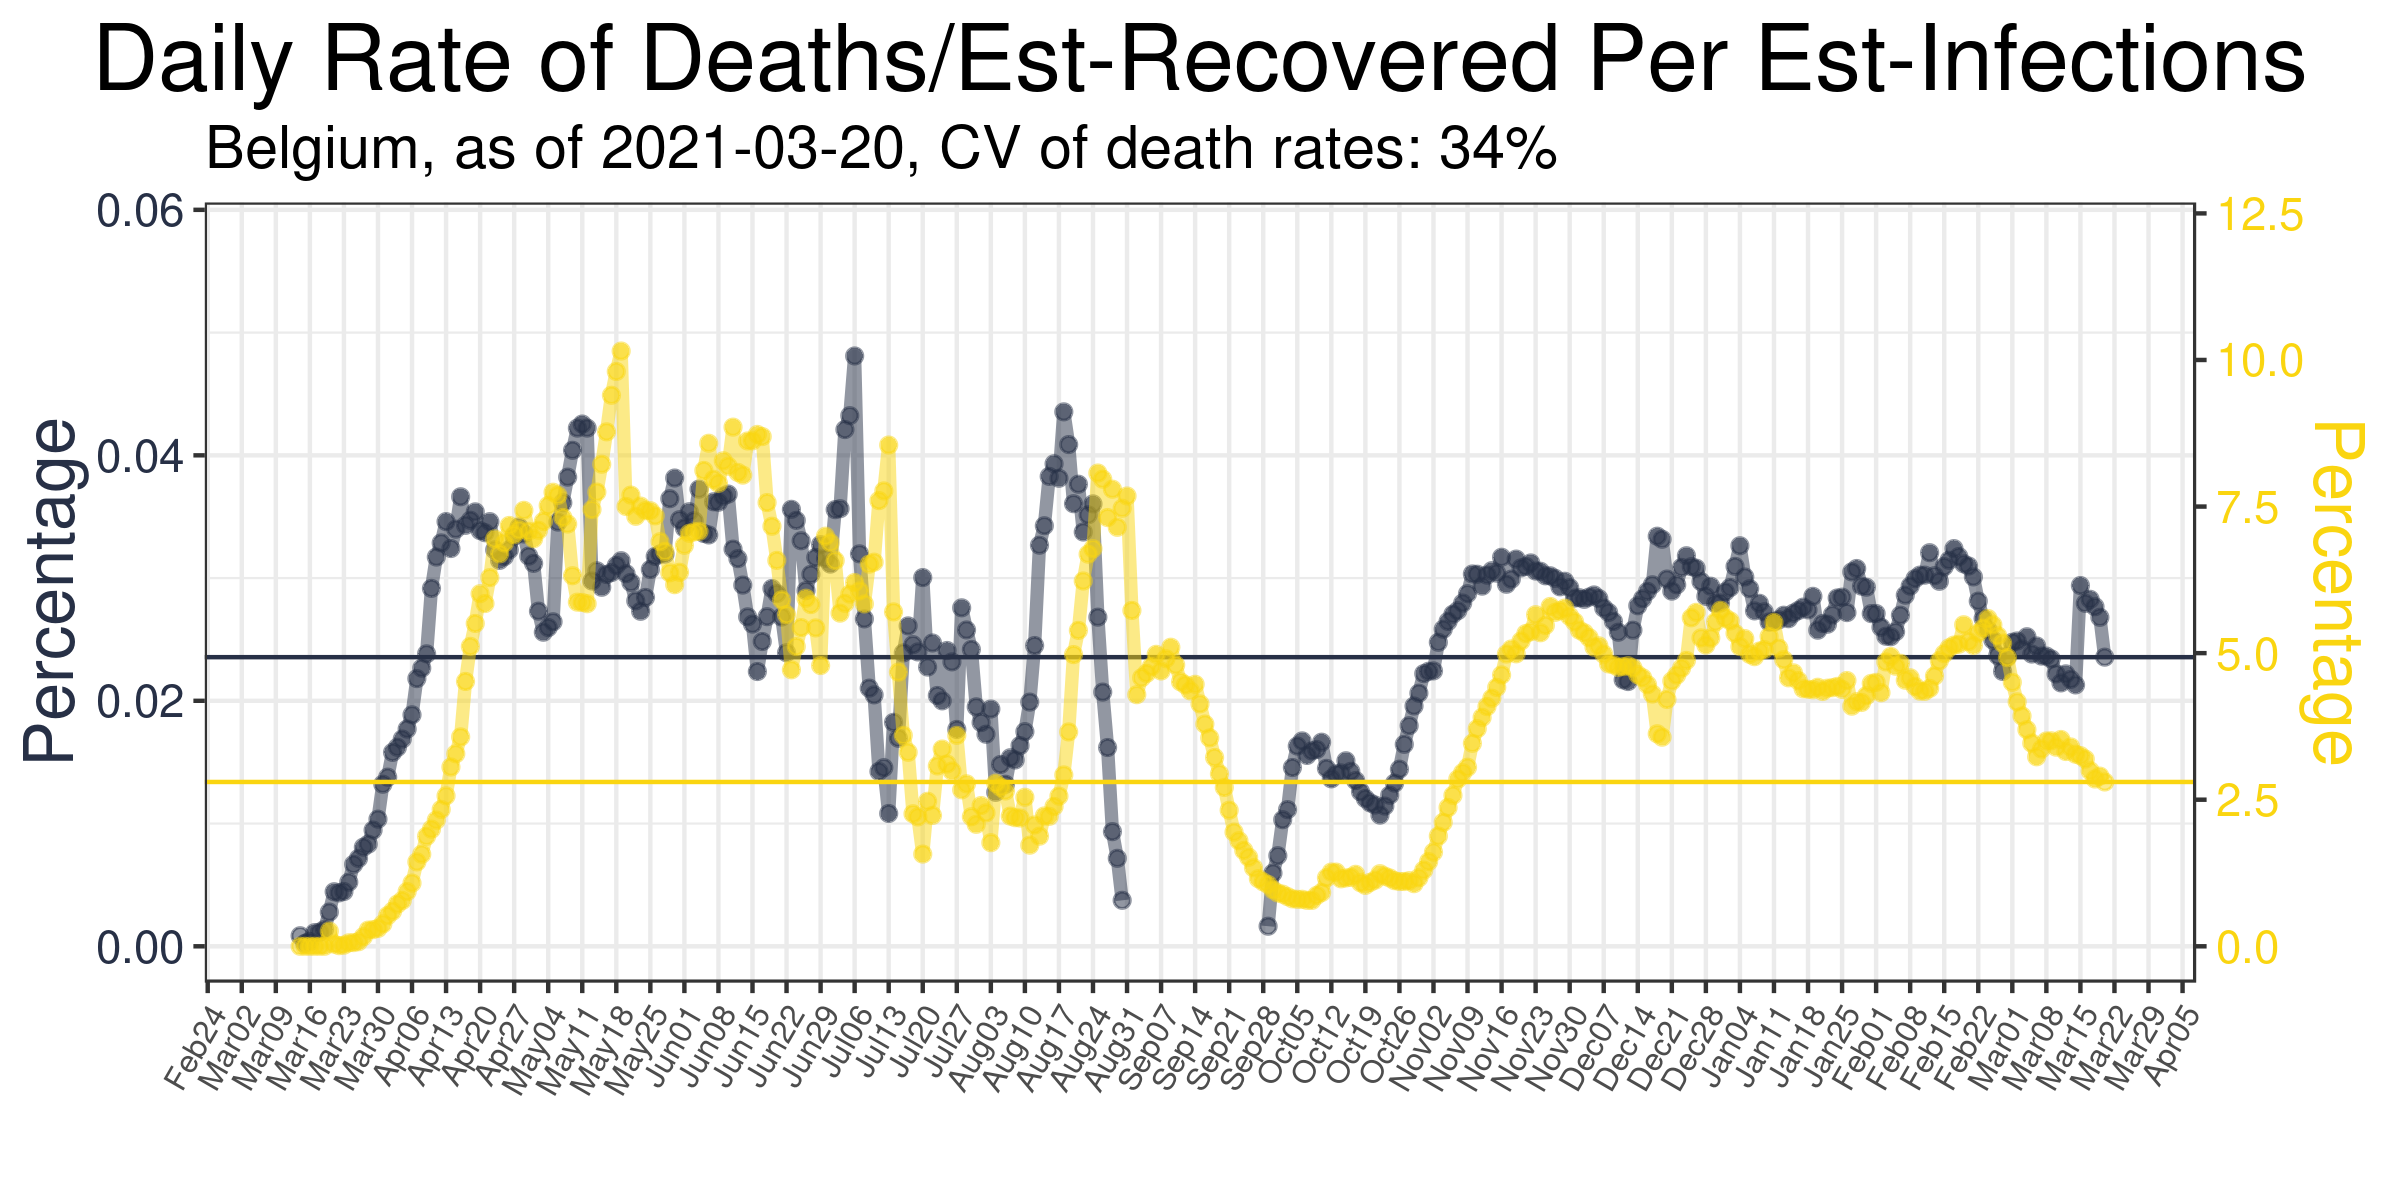 Daily Rate of Deaths/Est-Recovered Per Est-Infections
Belgium, as of 2021-03-20, CV of death rates: 34%
Percentage
0.06
0.04
0.02
0.00
12.5
10.0
7.5
5.0
2.5
0.0
Percentage
Feb24
Mar02
Mar09
Mar16
Mar23
Mar30
Apr06
Apr13
Apr20
Apr27
May04
May11
May18
May25
Jun01
Jun08
Jun15
Jun22
Jun29
Jul06
Jul13
Jul20
Jul27
Aug03
Aug10
Aug17
Aug24
Aug31
Sep07
Sep14
Sep21
Sep28
Oct05
Oct12
Oct19
Oct26
Nov02
Nov09
Nov16
Nov23
Nov30
Dec07
Dec14
Dec21
Dec28
Jan04
Jan11
Jan18
Jan25
Feb01
Feb08
Feb15
Feb22
Mar01
Mar08
Mar15
Mar22
Mar29
Apr05